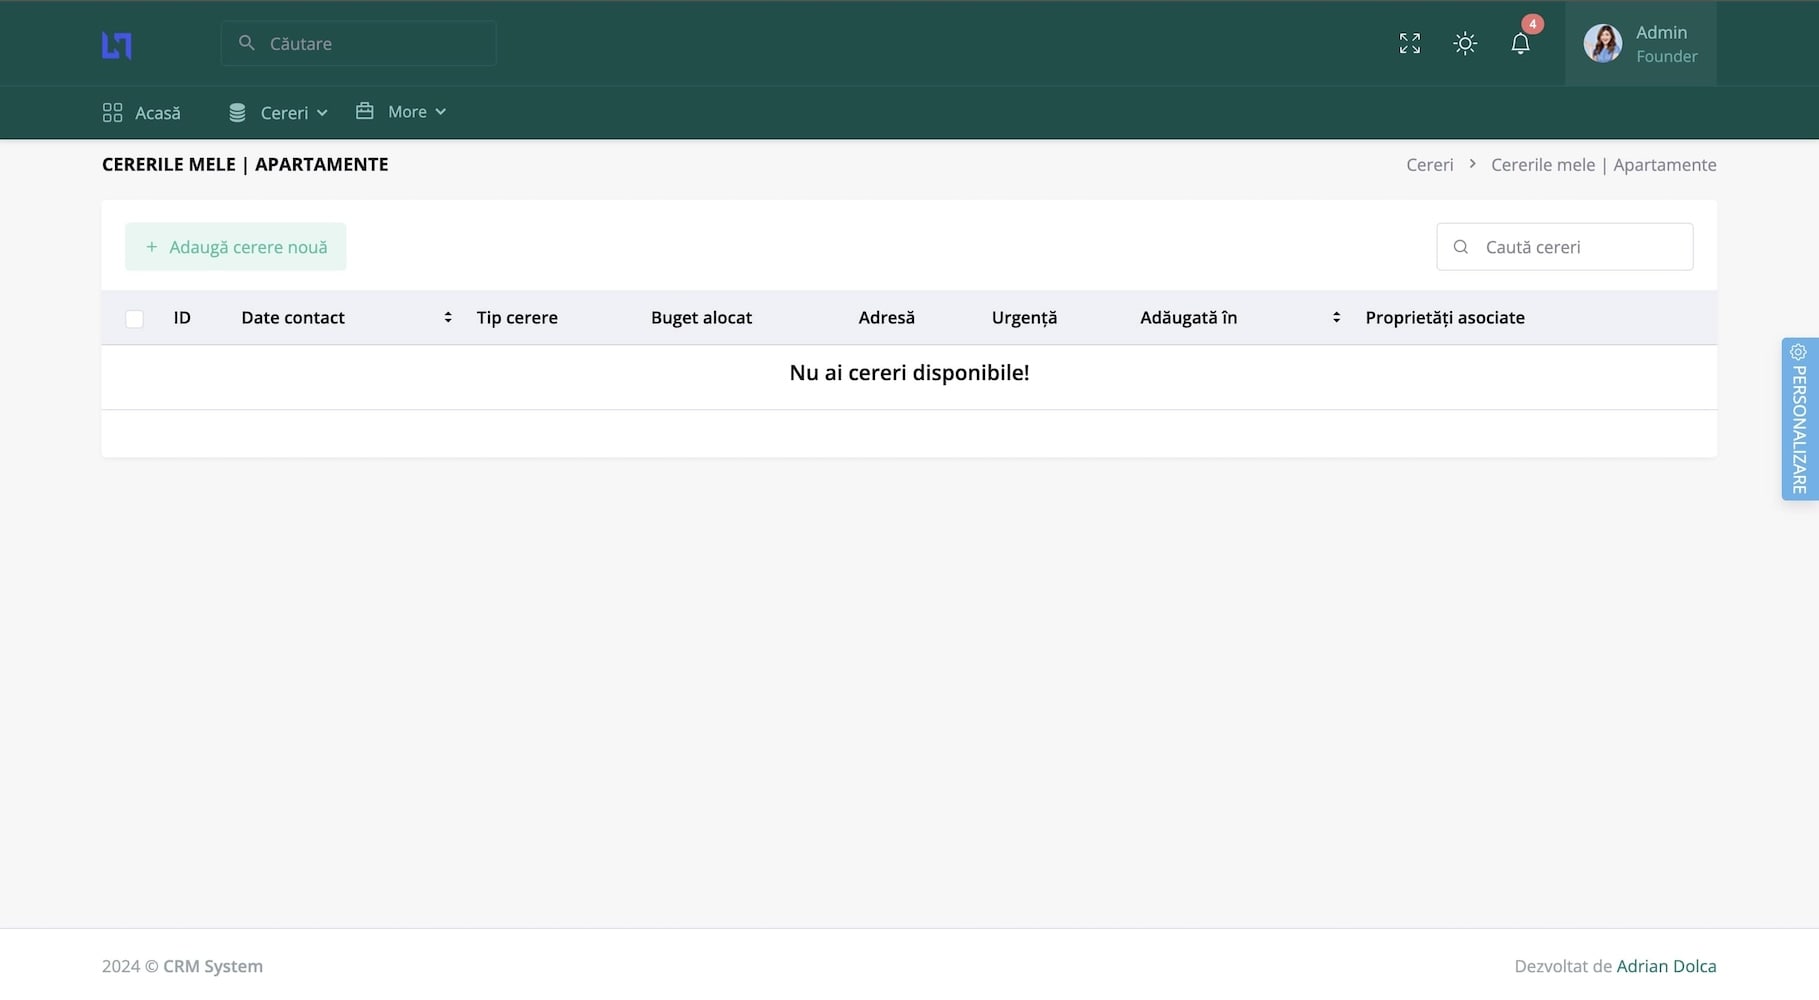 Căutare
4
Admin
Founder
Acasă
Cereri
More
CERERILE MELE | APARTAMENTE
Cereri > Cererile mele | Apartamente
+ Adaugă cerere nouă
Caută cereri
ID Date contact Tip cerere Buget alocat Adresă Urgență Adăugată în Proprietăți asociate
Nu ai cereri disponibile!
PERSONALIZARE
2024 © CRM System
Dezvoltat de Adrian Dolca